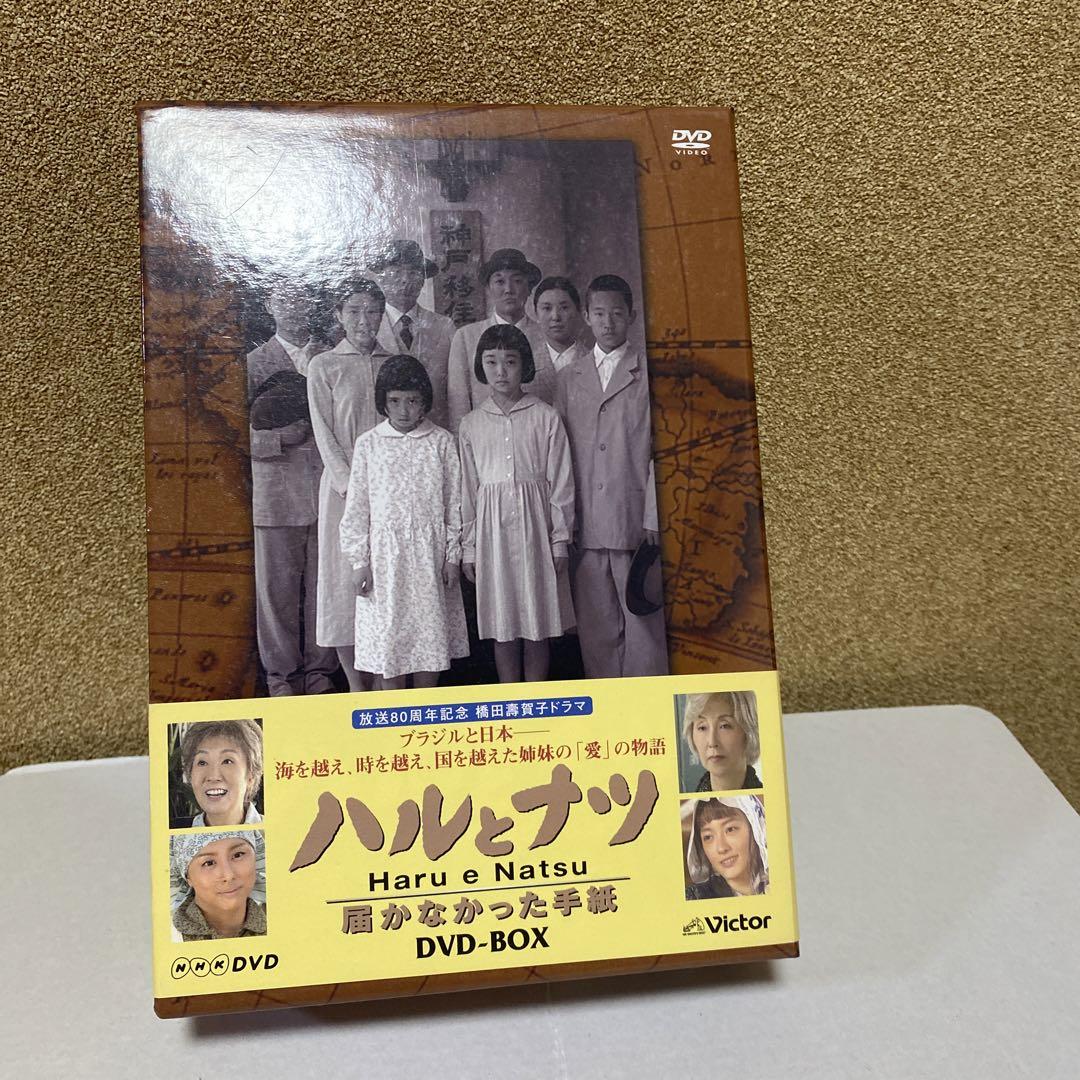 DVD
VIDEO
神戸移住
放送80周年記念 橋田壽賀子ドラマ
ブラジルと日本──
海を越え、時を越え、国を越えた姉妹の「愛」の物語
ハルとナツ
Haru e Natsu
届かなかった手紙
DVD-BOX
NHK DVD
Victor